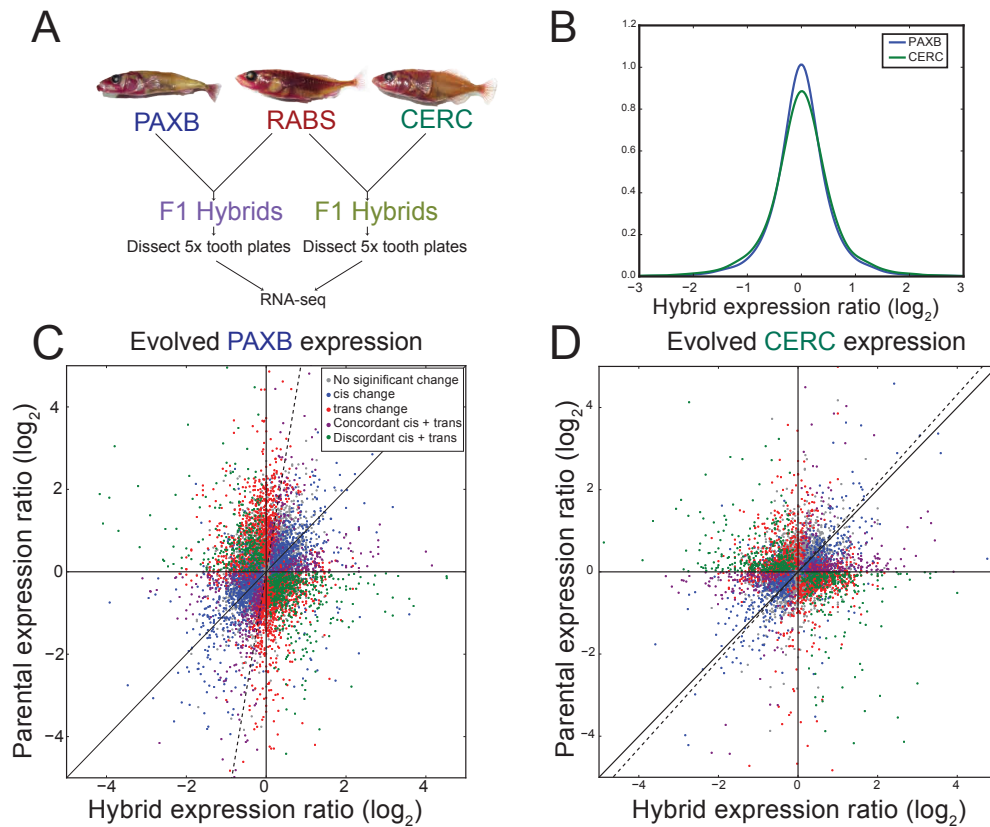 A
PAXB
RABS
CERC
F1 Hybrids
F1 Hybrids
Dissect 5x tooth plates
Dissect 5x tooth plates
RNA-seq
B
1.2
1.0
0.8
0.6
0.4
0.2
0.0
−3
−2
−1
0
1
2
3
PAXB
CERC
Hybrid expression ratio (log2)
C
Evolved PAXB expression
No siginificant change
cis change
trans change
Concordant cis + trans
Discordant cis + trans
Parental expression ratio (log2)
4
2
0
−2
−4
−4
−2
0
2
4
Hybrid expression ratio (log2)
D
Evolved CERC expression
Parental expression ratio (log2)
4
2
0
−2
−4
−4
−2
0
2
4
Hybrid expression ratio (log2)